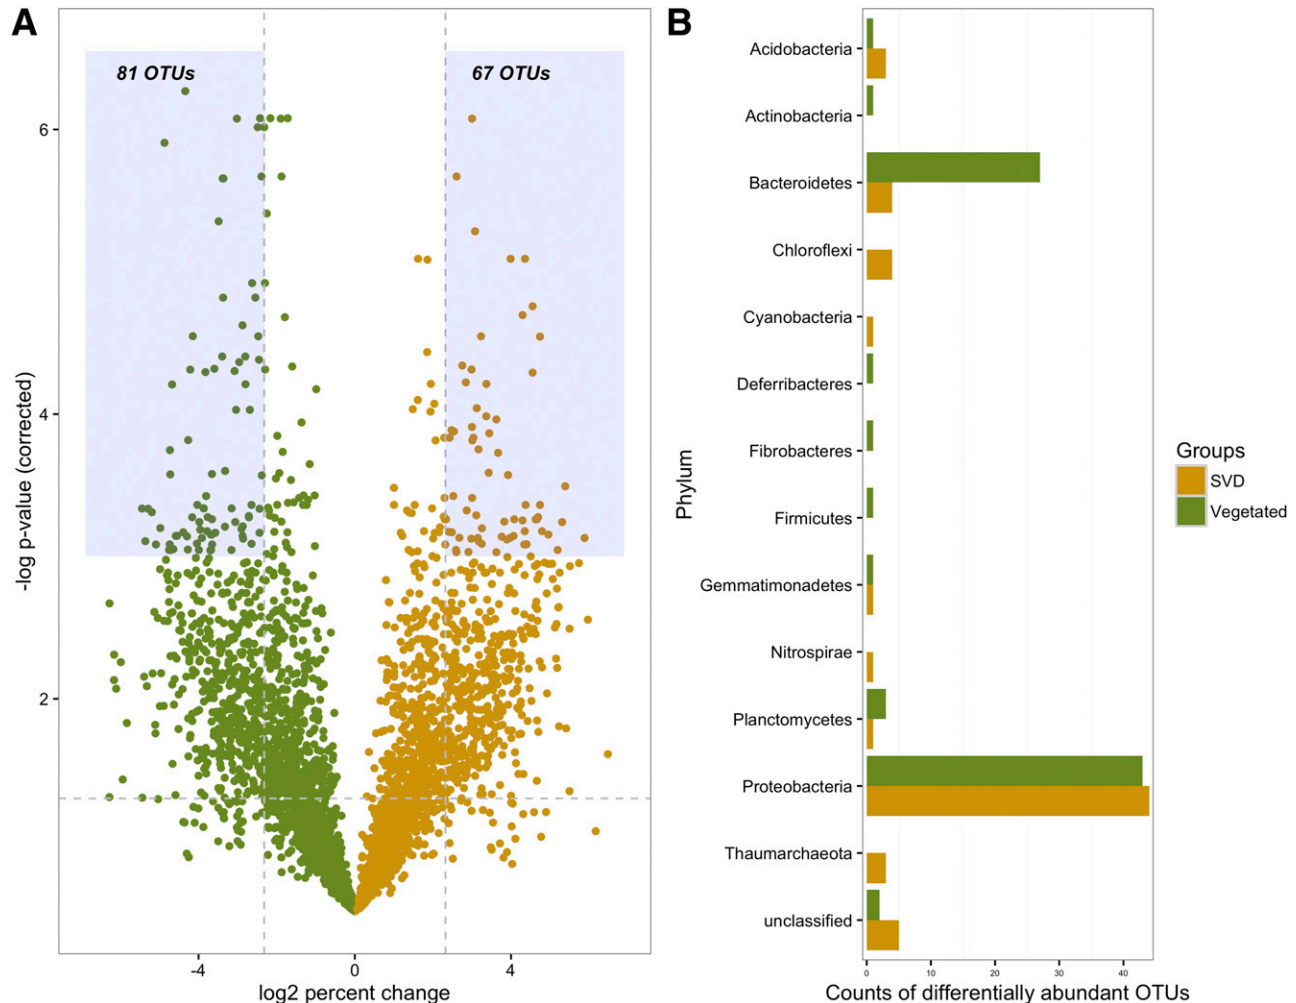 A
81 OTUs
67 OTUs
6
4
2
-log p-value (corrected)
-4
0
4
log2 percent change
B
Phylum
Acidobacteria
Actinobacteria
Bacteroidetes
Chloroflexi
Cyanobacteria
Deferribacteres
Fibrobacteres
Firmicutes
Gemmatimonadetes
Nitrospirae
Planctomycetes
Proteobacteria
Thaumarchaeota
unclassified
0
10
20
30
40
Counts of differentially abundant OTUs
Groups
SVD
Vegetated